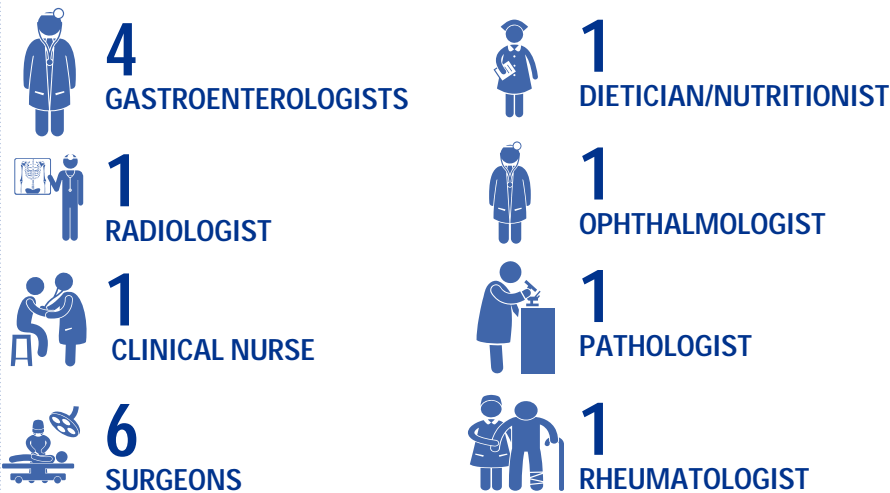 4
GASTROENTEROLOGISTS
1
DIETICIAN/NUTRITIONIST
1
RADIOLOGIST
1
OPHTHALMOLOGIST
1
CLINICAL NURSE
1
PATHOLOGIST
6
SURGEONS
1
RHEUMATOLOGIST